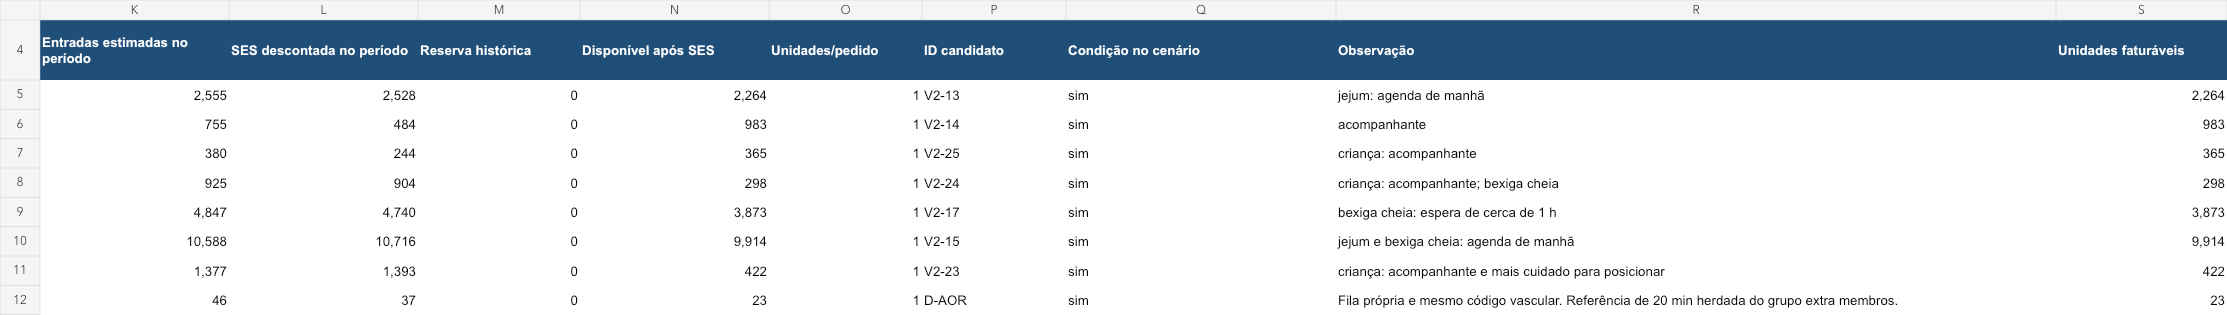 K L M N O P Q R S
4 Entradas estimadas no período SES descontada no período Reserva histórica Disponível após SES Unidades/pedido ID candidato Condição no cenário Observação Unidades faturáveis
5 2,555 2,528 0 2,264 1 V2-13 sim jejum: agenda de manhã 2,264
6 755 484 0 983 1 V2-14 sim acompanhante 983
7 380 244 0 365 1 V2-25 sim criança: acompanhante 365
8 925 904 0 298 1 V2-24 sim criança: acompanhante; bexiga cheia 298
9 4,847 4,740 0 3,873 1 V2-17 sim bexiga cheia: espera de cerca de 1 h 3,873
10 10,588 10,716 0 9,914 1 V2-15 sim jejum e bexiga cheia: agenda de manhã 9,914
11 1,377 1,393 0 422 1 V2-23 sim criança: acompanhante e mais cuidado para posicionar 422
12 46 37 0 23 1 D-AOR sim Fila própria e mesmo código vascular. Referência de 20 min herdada do grupo extra membros. 23